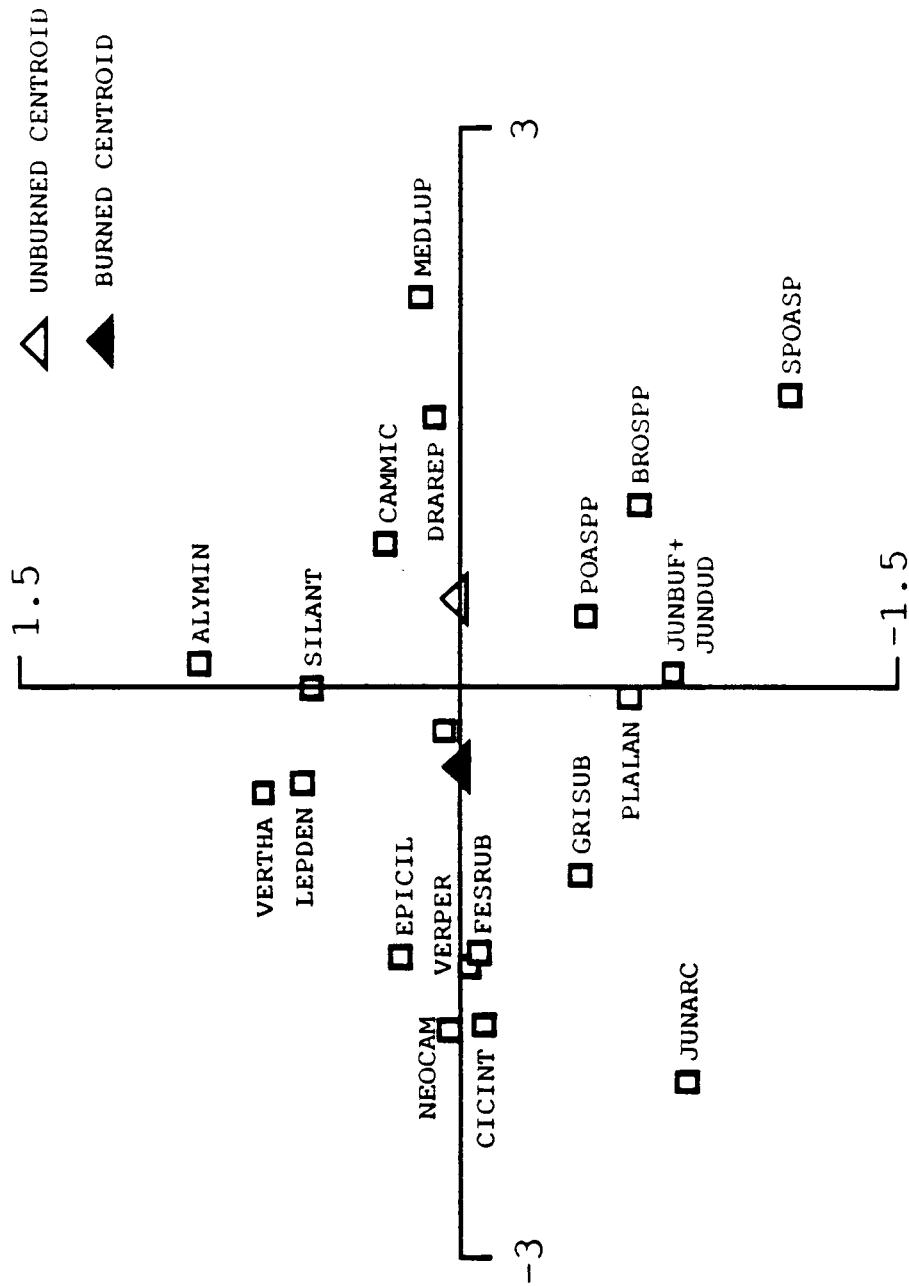 UNBURNED CENTROID
BURNED CENTROID
1.5
ALYMIN
VERTHA
SILANT
LEPDEN
CAMMIC
EPICIL
MEDLUP
DRAREP
NEOCAM
VERPER
3
-3
FESRUB
CICINT
GRISUB
POASPP
PLALAN
BROSPP
JUNBUF+
JUNDUD
JUNARC
SPOASP
-1.5